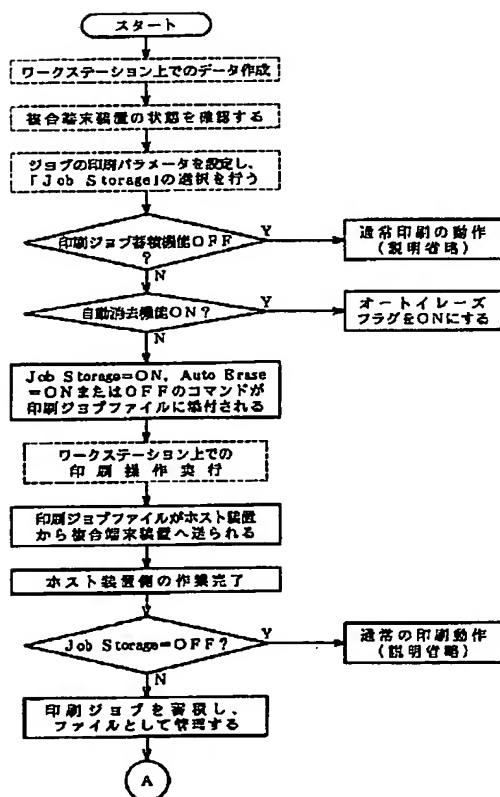 スタート
ワークステーション上でのデータ作成
複合端末装置の状態を確認する
ジョブの印刷パラメータを設定し、
「Job Storage」の選択を行う
印刷ジョブ蓄積機能OFF
?
Y
通常印刷の動作
(説明省略)
N
自動消去機能ON?
Y
オートイレーズ
フラグをONにする
N
Job Storage=ON, Auto Erase
=ONまたはOFFのコマンドが
印刷ジョブファイルに添付される
ワークステーション上での
印刷操作実行
印刷ジョブファイルがホスト装置
から複合端末装置へ送られる
ホスト装置側の作業完了
Job Storage=OFF?
Y
通常の印刷動作
(説明省略)
N
印刷ジョブを蓄積し、
ファイルとして管理する
A